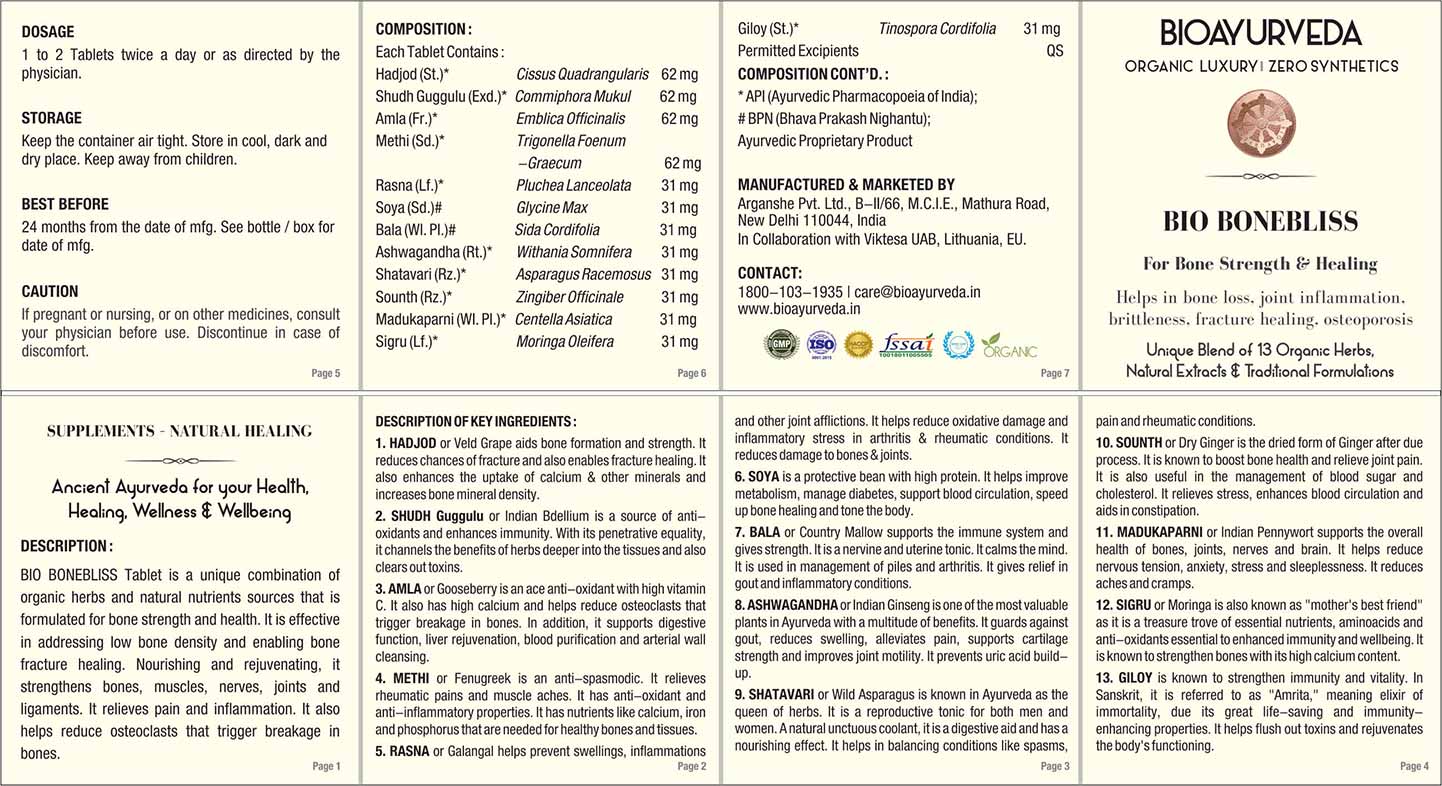 DOSAGE
1 to 2 Tablets twice a day or as directed by the
physician.
STORAGE
Keep the container air tight. Store in cool, dark and
dry place. Keep away from children.
BEST BEFORE
24 months from the date of mfg. See bottle / box for
date of mfg.
CAUTION
If pregnant or nursing, or on other medicines, consult
your physician before use. Discontinue in case of
discomfort.
Page 5
COMPOSITION :
Each Tablet Contains :
Hadjod (St.)* Cissus Quadrangularis 62 mg
Shudh Guggulu (Exd.)* Commiphora Mukul 62 mg
Amla (Fr.)* Emblica Officinalis 62 mg
Methi (Sd.)* Trigonella Foenum
–Graecum 62 mg
Rasna (Lf.)* Pluchea Lanceolata 31 mg
Soya (Sd.)# Glycine Max 31 mg
Bala (Wl. Pl.)# Sida Cordifolia 31 mg
Ashwagandha (Rt.)* Withania Somnifera 31 mg
Shatavari (Rz.)* Asparagus Racemosus 31 mg
Sounth (Rz.)* Zingiber Officinale 31 mg
Madukaparni (Wl. Pl.)* Centella Asiatica 31 mg
Sigru (Lf.)* Moringa Oleifera 31 mg
Page 6
Giloy (St.)* Tinospora Cordifolia 31 mg
Permitted Excipients QS
COMPOSITION CONT'D. :
* API (Ayurvedic Pharmacopoeia of India);
# BPN (Bhava Prakash Nighantu);
Ayurvedic Proprietary Product
MANUFACTURED & MARKETED BY
Arganshe Pvt. Ltd., B–II/66, M.C.I.E., Mathura Road,
New Delhi 110044, India
In Collaboration with Viktesa UAB, Lithuania, EU.
CONTACT:
1800–103–1935 | care@bioayurveda.in
www.bioayurveda.in
GMP
ISO
9001:2015
HACCP
fssai
10018011005565
ORGANIC
Page 7
BIOAYURVEDA
ORGANIC LUXURY | ZERO SYNTHETICS
BIO BONEBLISS
For Bone Strength & Healing
Helps in bone loss, joint inflammation,
brittleness, fracture healing, osteoporosis
Unique Blend of 13 Organic Herbs,
Natural Extracts & Traditional Formulations
SUPPLEMENTS - NATURAL HEALING
Ancient Ayurveda for your Health,
Healing, Wellness & Wellbeing
DESCRIPTION :
BIO BONEBLISS Tablet is a unique combination of
organic herbs and natural nutrients sources that is
formulated for bone strength and health. It is effective
in addressing low bone density and enabling bone
fracture healing. Nourishing and rejuvenating, it
strengthens bones, muscles, nerves, joints and
ligaments. It relieves pain and inflammation. It also
helps reduce osteoclasts that trigger breakage in
bones.
Page 1
DESCRIPTION OF KEY INGREDIENTS :
1. HADJOD or Veld Grape aids bone formation and strength. It
reduces chances of fracture and also enables fracture healing. It
also enhances the uptake of calcium & other minerals and
increases bone mineral density.
2. SHUDH Guggulu or Indian Bdellium is a source of anti–
oxidants and enhances immunity. With its penetrative equality,
it channels the benefits of herbs deeper into the tissues and also
clears out toxins.
3. AMLA or Gooseberry is an ace anti–oxidant with high vitamin
C. It also has high calcium and helps reduce osteoclasts that
trigger breakage in bones. In addition, it supports digestive
function, liver rejuvenation, blood purification and arterial wall
cleansing.
4. METHI or Fenugreek is an anti–spasmodic. It relieves
rheumatic pains and muscle aches. It has anti–oxidant and
anti–inflammatory properties. It has nutrients like calcium, iron
and phosphorus that are needed for healthy bones and tissues.
5. RASNA or Galangal helps prevent swellings, inflammations
Page 2
and other joint afflictions. It helps reduce oxidative damage and
inflammatory stress in arthritis & rheumatic conditions. It
reduces damage to bones & joints.
6. SOYA is a protective bean with high protein. It helps improve
metabolism, manage diabetes, support blood circulation, speed
up bone healing and tone the body.
7. BALA or Country Mallow supports the immune system and
gives strength. It is a nervine and uterine tonic. It calms the mind.
It is used in management of piles and arthritis. It gives relief in
gout and inflammatory conditions.
8. ASHWAGANDHA or Indian Ginseng is one of the most valuable
plants in Ayurveda with a multitude of benefits. It guards against
gout, reduces swelling, alleviates pain, supports cartilage
strength and improves joint motility. It prevents uric acid build–
up.
9. SHATAVARI or Wild Asparagus is known in Ayurveda as the
queen of herbs. It is a reproductive tonic for both men and
women. A natural unctuous coolant, it is a digestive aid and has a
nourishing effect. It helps in balancing conditions like spasms,
Page 3
pain and rheumatic conditions.
10. SOUNTH or Dry Ginger is the dried form of Ginger after due
process. It is known to boost bone health and relieve joint pain.
It is also useful in the management of blood sugar and
cholesterol. It relieves stress, enhances blood circulation and
aids in constipation.
11. MADUKAPARNI or Indian Pennywort supports the overall
health of bones, joints, nerves and brain. It helps reduce
nervous tension, anxiety, stress and sleeplessness. It reduces
aches and cramps.
12. SIGRU or Moringa is also known as "mother's best friend"
as it is a treasure trove of essential nutrients, aminoacids and
anti–oxidants essential to enhanced immunity and wellbeing. It
is known to strengthen bones with its high calcium content.
13. GILOY is known to strengthen immunity and vitality. In
Sanskrit, it is referred to as "Amrita," meaning elixir of
immortality, due its great life–saving and immunity–
enhancing properties. It helps flush out toxins and rejuvenates
the body's functioning.
Page 4